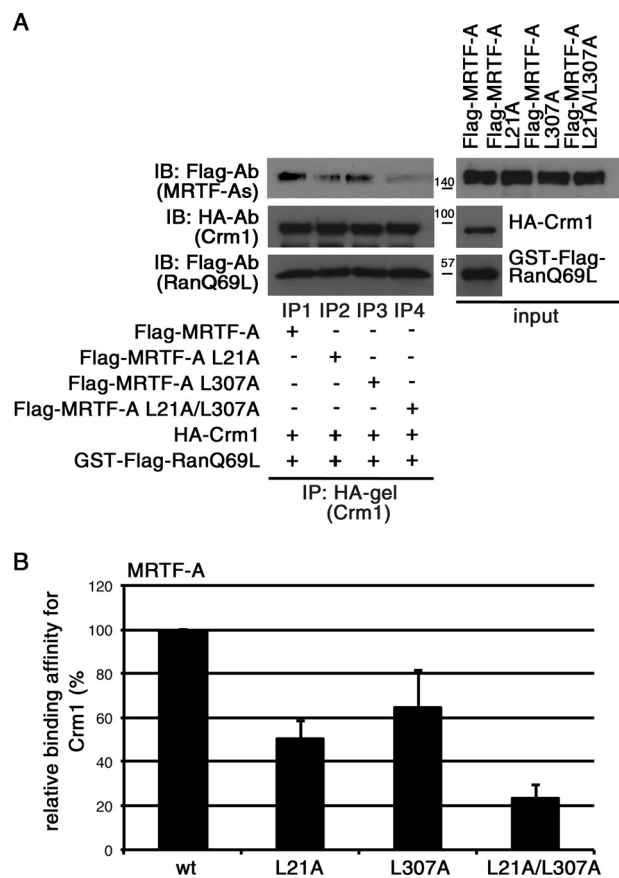 A
Flag-MRTF-A
Flag-MRTF-A
L21A
Flag-MRTF-A
L307A
Flag-MRTF-A
L21A/L307A
IB: Flag-Ab
(MRTF-As)
140
IB: HA-Ab
(Crm1)
100
HA-Crm1
IB: Flag-Ab
(RanQ69L)
57
GST-Flag-
RanQ69L
IP1 IP2 IP3 IP4
input
Flag-MRTF-A + - - -
Flag-MRTF-A L21A - + - -
Flag-MRTF-A L307A - - + -
Flag-MRTF-A L21A/L307A - - - +
HA-Crm1 + + + +
GST-Flag-RanQ69L + + + +
IP: HA-gel
(Crm1)
B
MRTF-A
relative binding affinity for
Crm1 (%
120
100
80
60
40
20
0
wt L21A L307A L21A/L307A